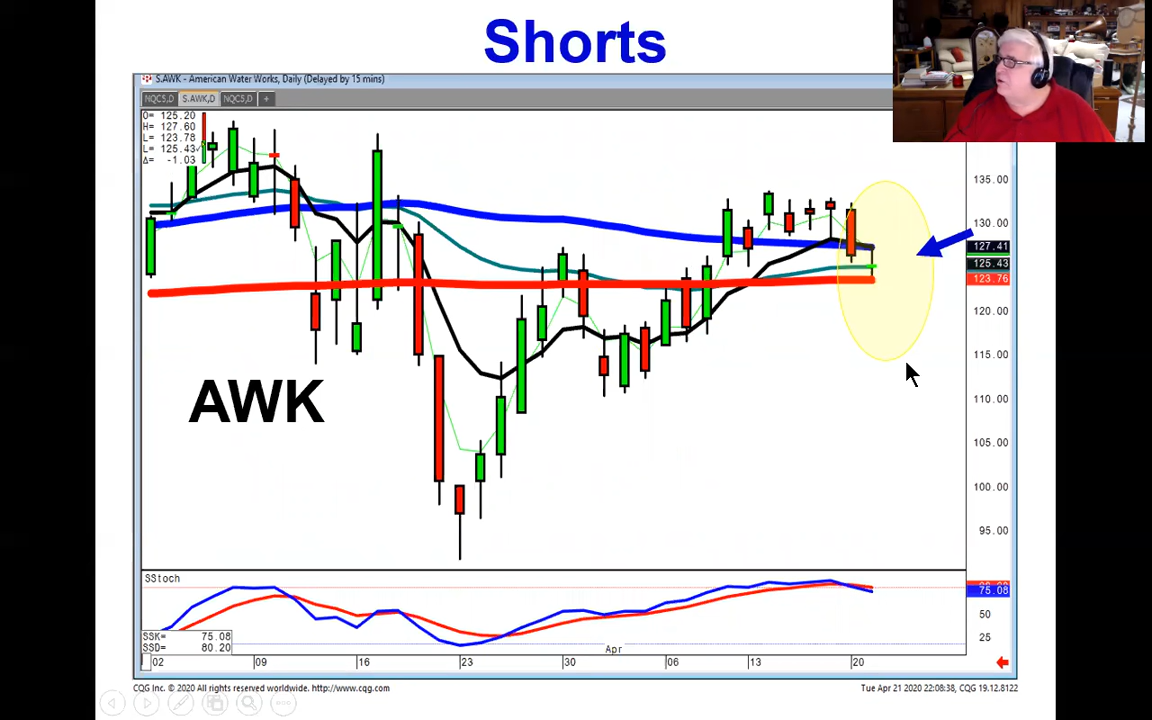 Shorts
S.AWK - American Water Works, Daily (Delayed by 15 mins)
NQC5,D S.AWK,D NQC5,D +
O= 125.20
H= 127.60
L= 123.78
L= 125.43
Δ= -1.03
135.00
130.00
127.41
125.43
123.76
120.00
115.00
110.00
105.00
100.00
95.00
AWK
SStoch
75.08
50
25
SSK= 75.08
SSD= 80.20
Apr
02 09 16 23 30 06 13 20
CQG Inc. © 2020 All rights reserved worldwide. http://www.cqg.com
Tue Apr 21 2020 22:08:38, CQG 19.12.8122